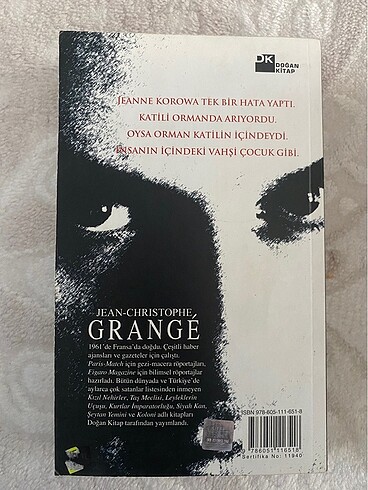 DK
DOĞAN
KİTAP
JEANNE KOROWA TEK BİR HATA YAPTI.
KATİLİ ORMANDA ARIYORDU.
OYSA ORMAN KATİLİN İÇİNDEYDİ.
İNSANIN İÇİNDEKİ VAHŞİ ÇOCUK GİBİ.
JEAN-CHRISTOPHE
GRANGÉ
1961'de Fransa'da doğdu. Çeşitli haber
ajansları ve gazeteler için çalıştı.
Paris-Match için gezi-macera röportajları,
Figaro Magazine için bilimsel röportajlar
hazırladı. Bütün dünyada ve Türkiye'de
aylarca çok satanlar listesinden inmeyen
Kızıl Nehirler, Taş Meclisi, Leyleklerin
Uçuşu, Kurtlar İmparatorluğu, Siyah Kan,
Şeytan Yemini ve Koloni adlı kitapları
Doğan Kitap tarafından yayımlandı.
ISBN 978-605-111-651-8
9 786051 116518
Sertifika No: 11940